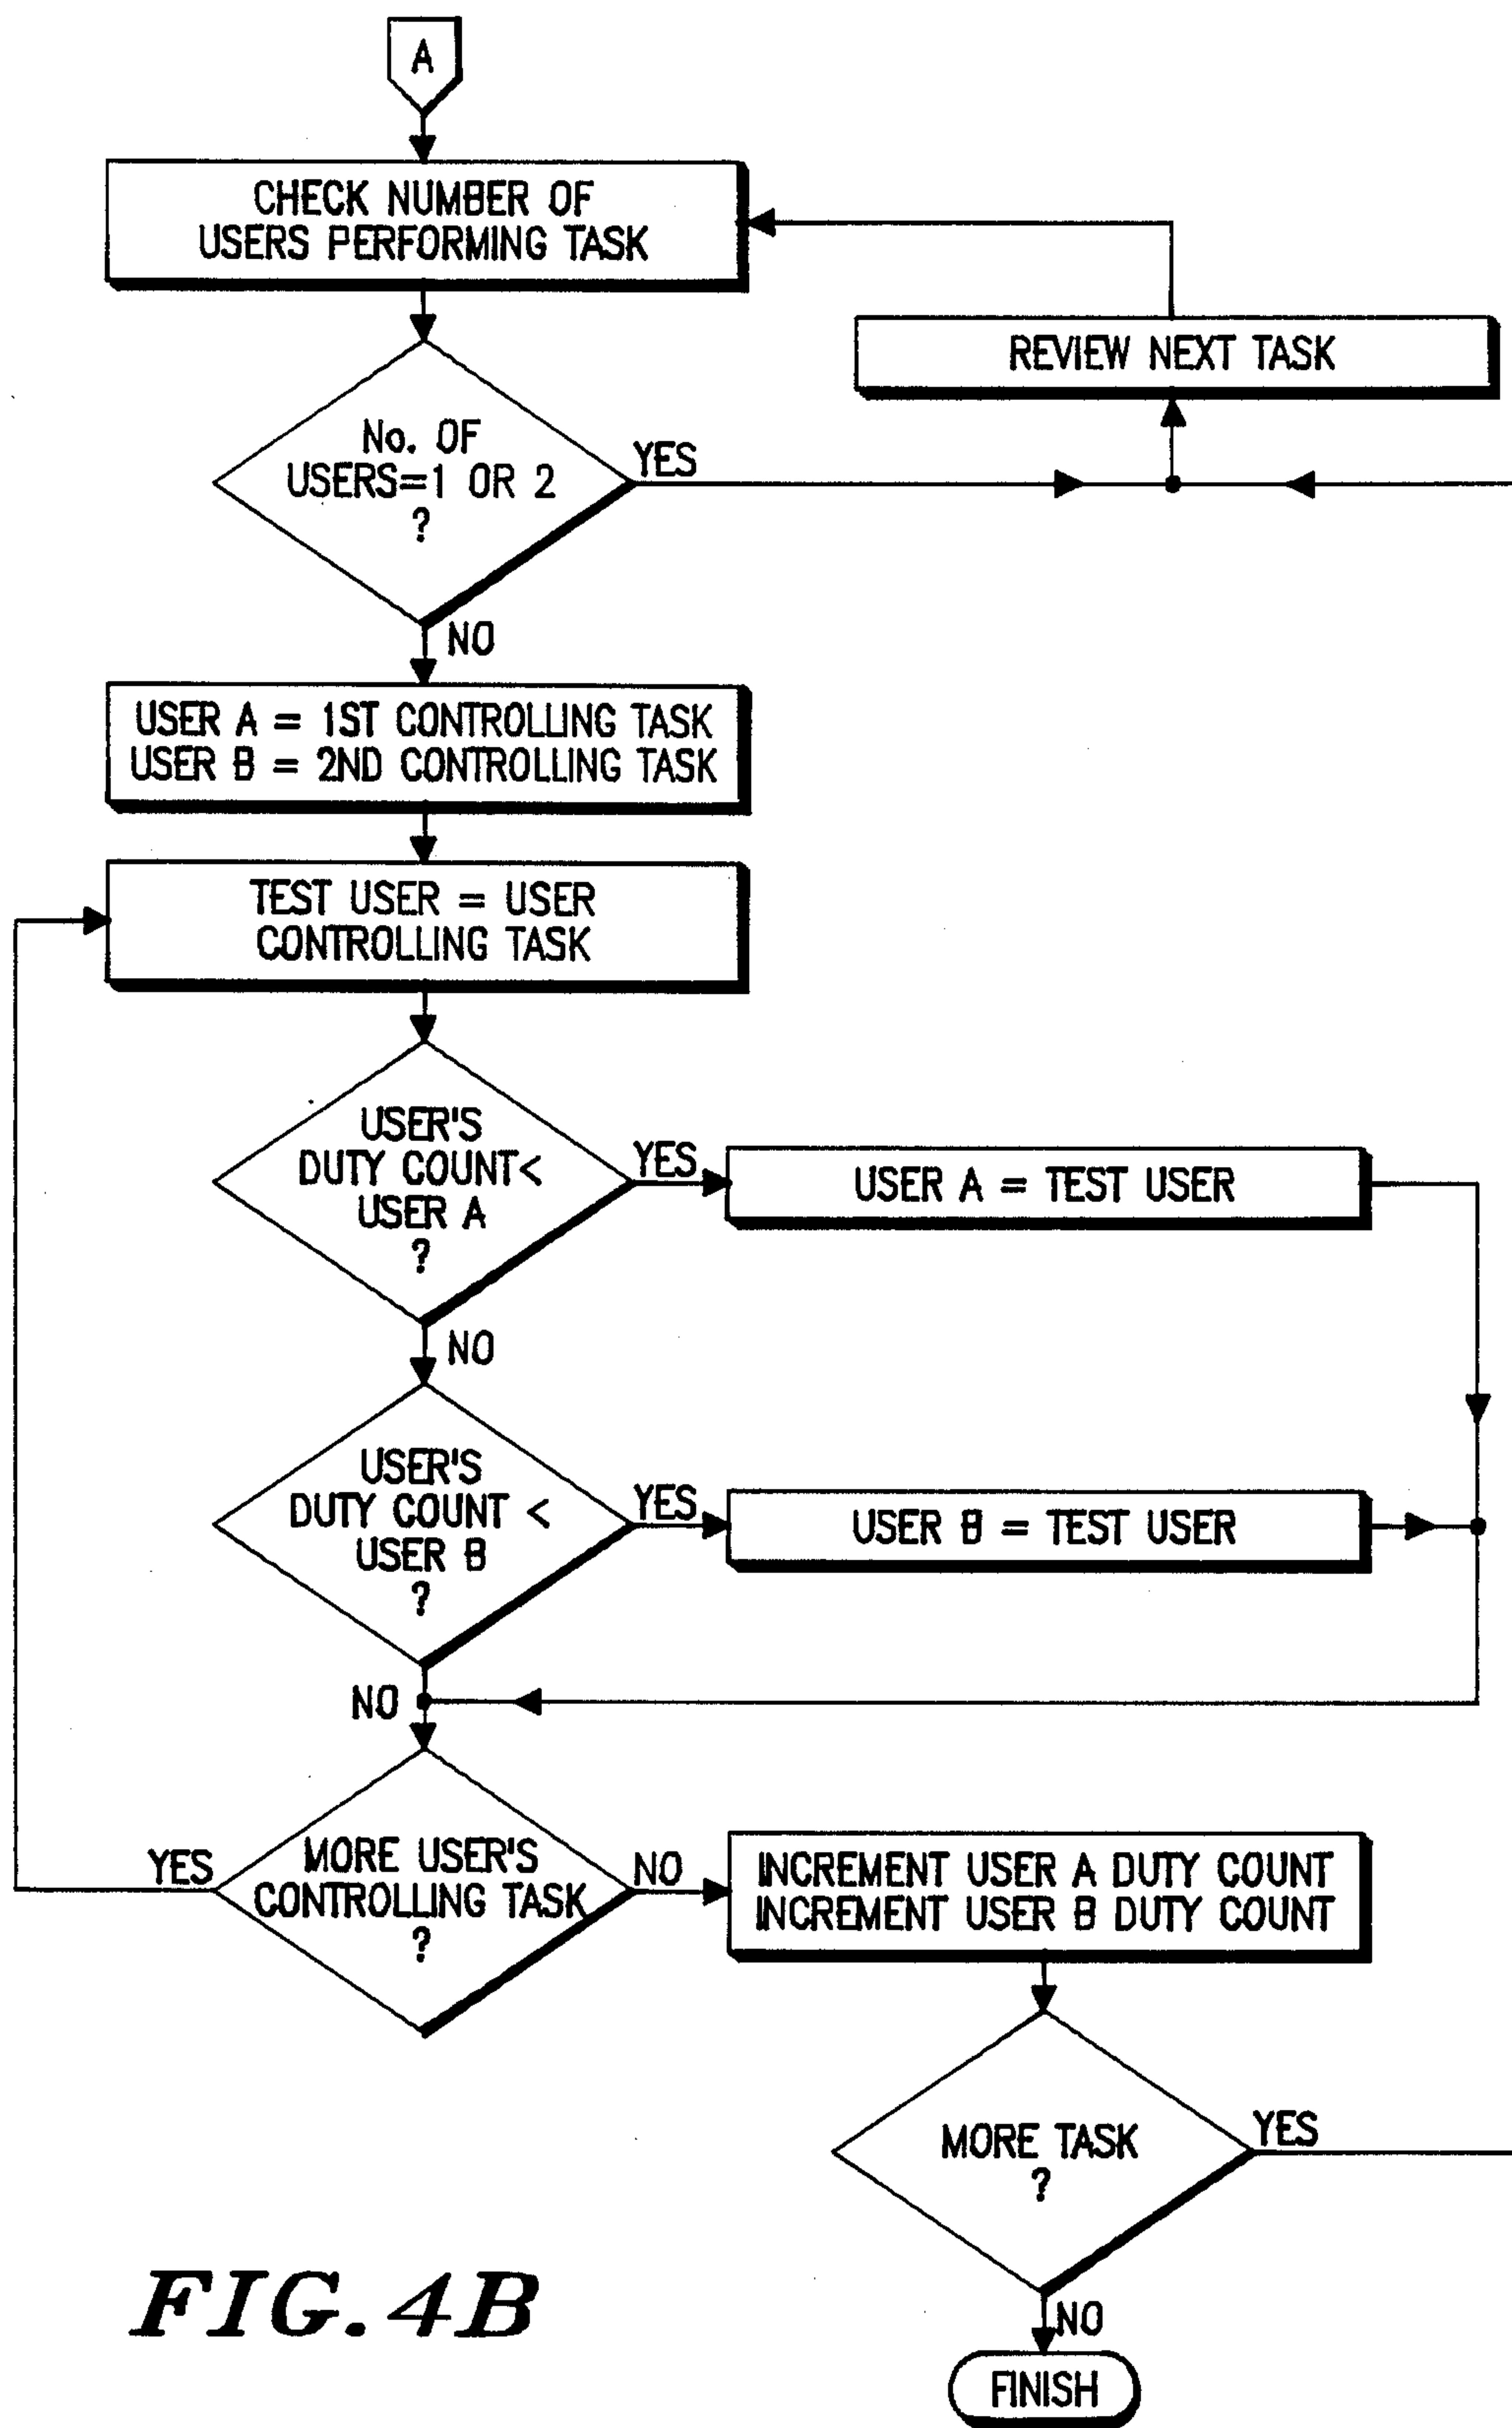 A
CHECK NUMBER OF
USERS PERFORMING TASK
REVIEW NEXT TASK
No. OF
USERS=1 OR 2
?
YES
NO
USER A = 1ST CONTROLLING TASK
USER B = 2ND CONTROLLING TASK
TEST USER = USER
CONTROLLING TASK
USER'S
DUTY COUNT<
USER A
?
YES
USER A = TEST USER
NO
USER'S
DUTY COUNT <
USER B
?
YES
USER B = TEST USER
NO
MORE USER'S
CONTROLLING TASK
?
YES
NO
INCREMENT USER A DUTY COUNT
INCREMENT USER B DUTY COUNT
MORE TASK
?
YES
NO
FINISH
FIG. 4B